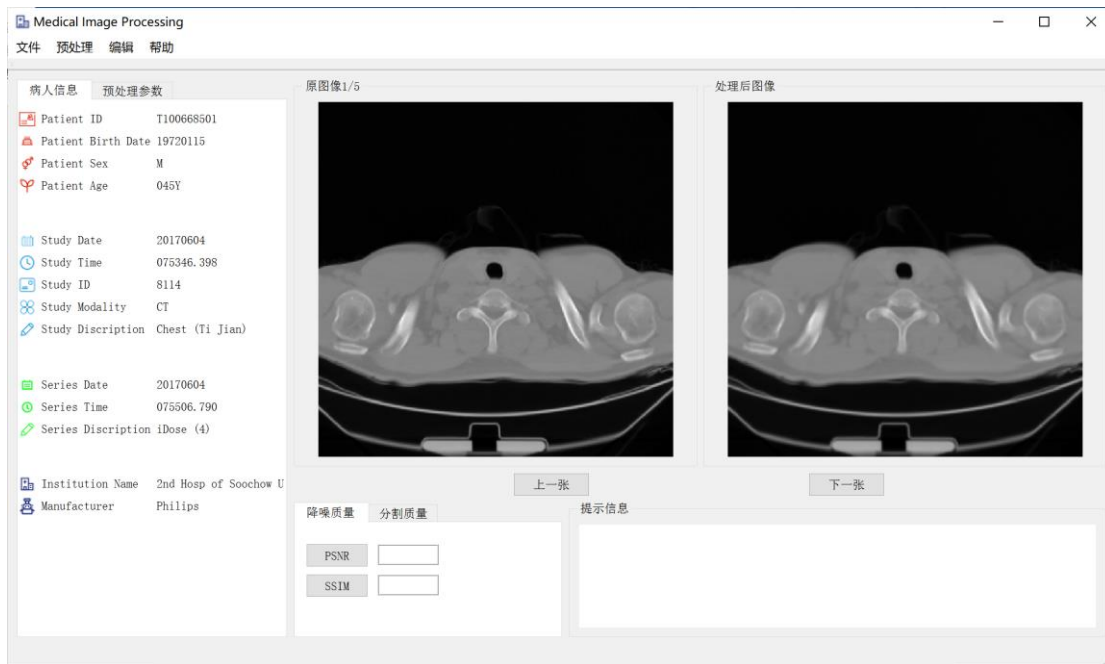 Medical Image Processing
文件 预处理 编辑 帮助
病人信息 预处理参数
Patient ID T100668501
Patient Birth Date 19720115
Patient Sex M
Patient Age 045Y
Study Date 20170604
Study Time 075346.398
Study ID 8114
Study Modality CT
Study Discription Chest (Ti Jian)
Series Date 20170604
Series Time 075506.790
Series Discription iDose (4)
Institution Name 2nd Hosp of Soochow U
Manufacturer Philips
原图像1/5
处理后图像
上一张
下一张
降噪质量 分割质量
PSNR
SSIM
提示信息